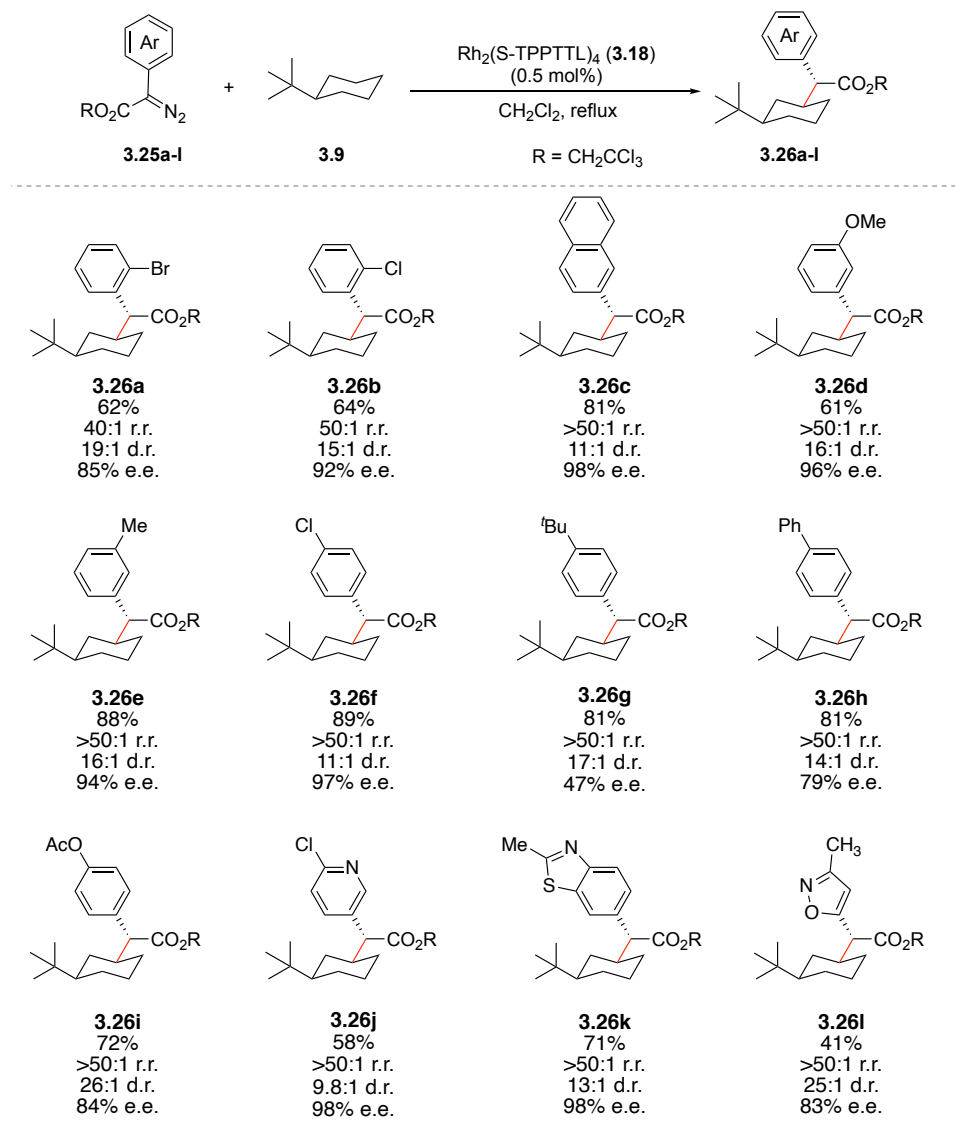 Ar
RO₂C
N₂
+
Rh₂(S-TPPTTL)₄ (3.18)
(0.5 mol%)
CH₂Cl₂, reflux
Ar
CO₂R
3.25a-l
3.9
R = CH₂CCl₃
3.26a-l
Br
CO₂R
3.26a
62%
40:1 r.r.
19:1 d.r.
85% e.e.
Cl
CO₂R
3.26b
64%
50:1 r.r.
15:1 d.r.
92% e.e.
CO₂R
3.26c
81%
>50:1 r.r.
11:1 d.r.
98% e.e.
OMe
CO₂R
3.26d
61%
>50:1 r.r.
16:1 d.r.
96% e.e.
Me
CO₂R
3.26e
88%
>50:1 r.r.
16:1 d.r.
94% e.e.
Cl
CO₂R
3.26f
89%
>50:1 r.r.
11:1 d.r.
97% e.e.
ᵗBu
CO₂R
3.26g
81%
>50:1 r.r.
17:1 d.r.
47% e.e.
Ph
CO₂R
3.26h
81%
>50:1 r.r.
14:1 d.r.
79% e.e.
AcO
CO₂R
3.26i
72%
>50:1 r.r.
26:1 d.r.
84% e.e.
Cl
N
CO₂R
3.26j
58%
>50:1 r.r.
9.8:1 d.r.
98% e.e.
Me
N
S
CO₂R
3.26k
71%
>50:1 r.r.
13:1 d.r.
98% e.e.
CH₃
N
O
CO₂R
3.26l
41%
>50:1 r.r.
25:1 d.r.
83% e.e.